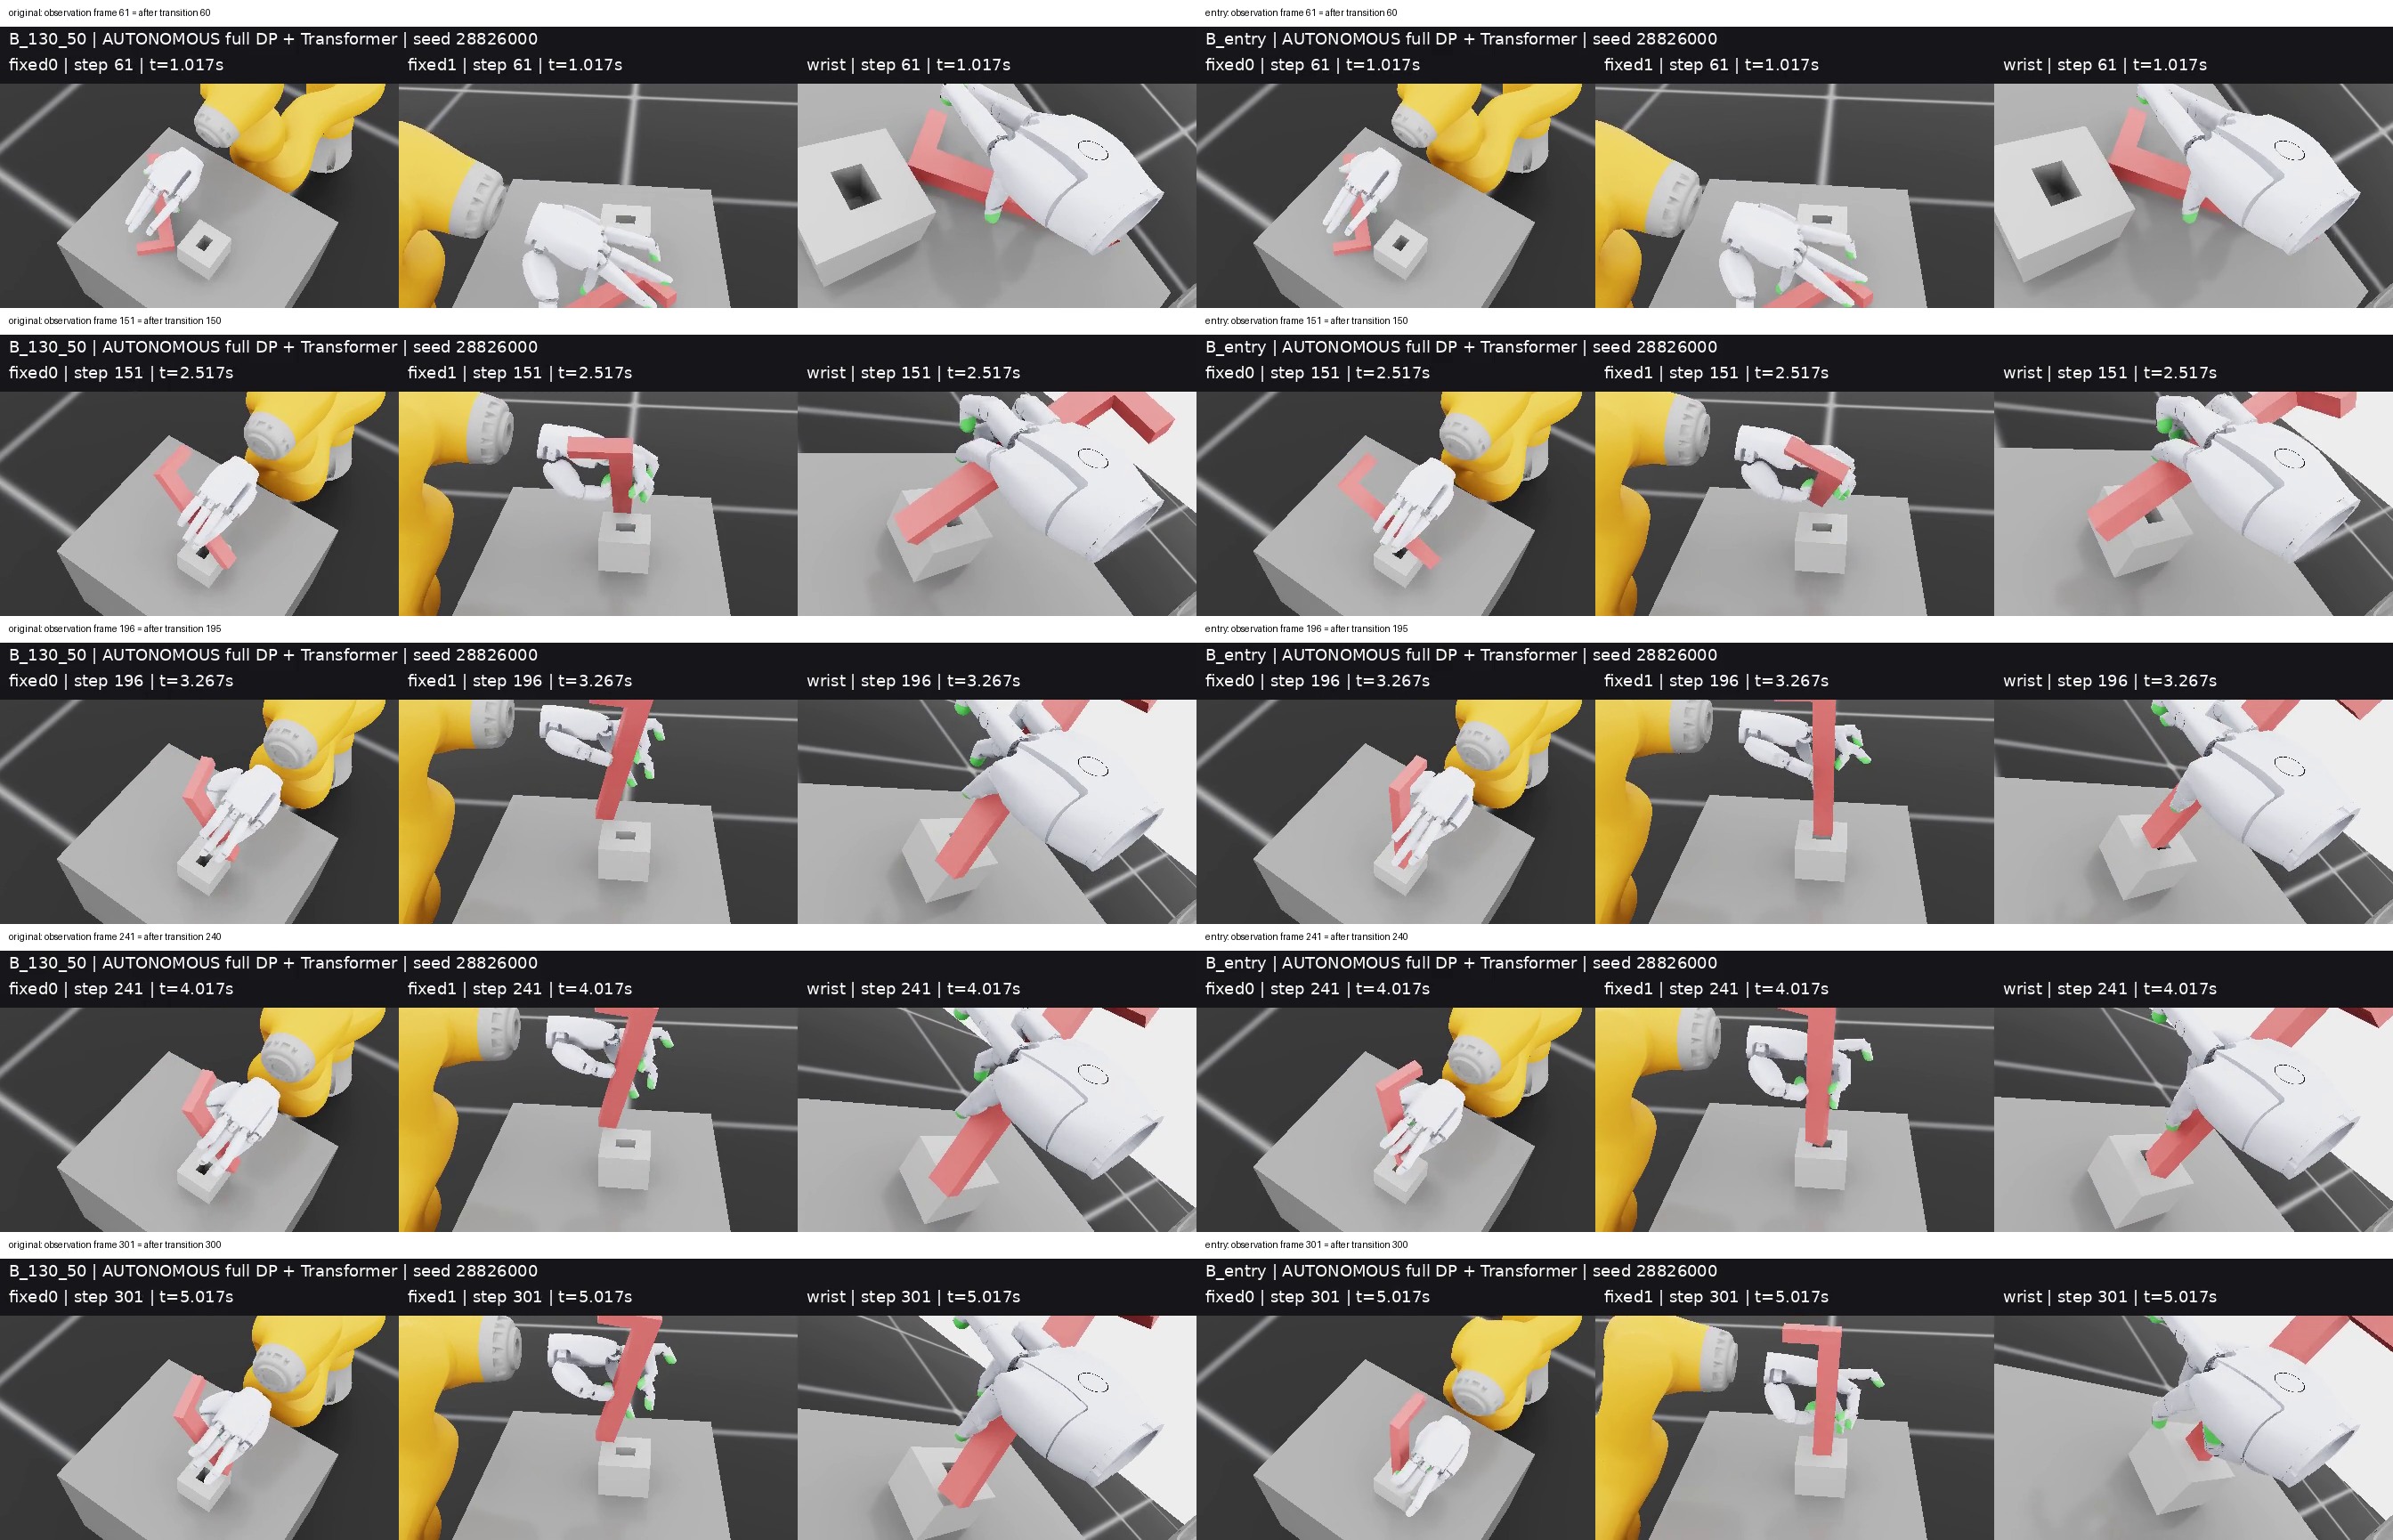 original: observation frame 61 = after transition 60
B_130_50 | AUTONOMOUS full DP + Transformer | seed 28826000
fixed0 | step 61 | t=1.017s
fixed1 | step 61 | t=1.017s
wrist | step 61 | t=1.017s
entry: observation frame 61 = after transition 60
B_entry | AUTONOMOUS full DP + Transformer | seed 28826000
fixed0 | step 61 | t=1.017s
fixed1 | step 61 | t=1.017s
wrist | step 61 | t=1.017s
original: observation frame 151 = after transition 150
B_130_50 | AUTONOMOUS full DP + Transformer | seed 28826000
fixed0 | step 151 | t=2.517s
fixed1 | step 151 | t=2.517s
wrist | step 151 | t=2.517s
entry: observation frame 151 = after transition 150
B_entry | AUTONOMOUS full DP + Transformer | seed 28826000
fixed0 | step 151 | t=2.517s
fixed1 | step 151 | t=2.517s
wrist | step 151 | t=2.517s
original: observation frame 196 = after transition 195
B_130_50 | AUTONOMOUS full DP + Transformer | seed 28826000
fixed0 | step 196 | t=3.267s
fixed1 | step 196 | t=3.267s
wrist | step 196 | t=3.267s
entry: observation frame 196 = after transition 195
B_entry | AUTONOMOUS full DP + Transformer | seed 28826000
fixed0 | step 196 | t=3.267s
fixed1 | step 196 | t=3.267s
wrist | step 196 | t=3.267s
original: observation frame 241 = after transition 240
B_130_50 | AUTONOMOUS full DP + Transformer | seed 28826000
fixed0 | step 241 | t=4.017s
fixed1 | step 241 | t=4.017s
wrist | step 241 | t=4.017s
entry: observation frame 241 = after transition 240
B_entry | AUTONOMOUS full DP + Transformer | seed 28826000
fixed0 | step 241 | t=4.017s
fixed1 | step 241 | t=4.017s
wrist | step 241 | t=4.017s
original: observation frame 301 = after transition 300
B_130_50 | AUTONOMOUS full DP + Transformer | seed 28826000
fixed0 | step 301 | t=5.017s
fixed1 | step 301 | t=5.017s
wrist | step 301 | t=5.017s
entry: observation frame 301 = after transition 300
B_entry | AUTONOMOUS full DP + Transformer | seed 28826000
fixed0 | step 301 | t=5.017s
fixed1 | step 301 | t=5.017s
wrist | step 301 | t=5.017s